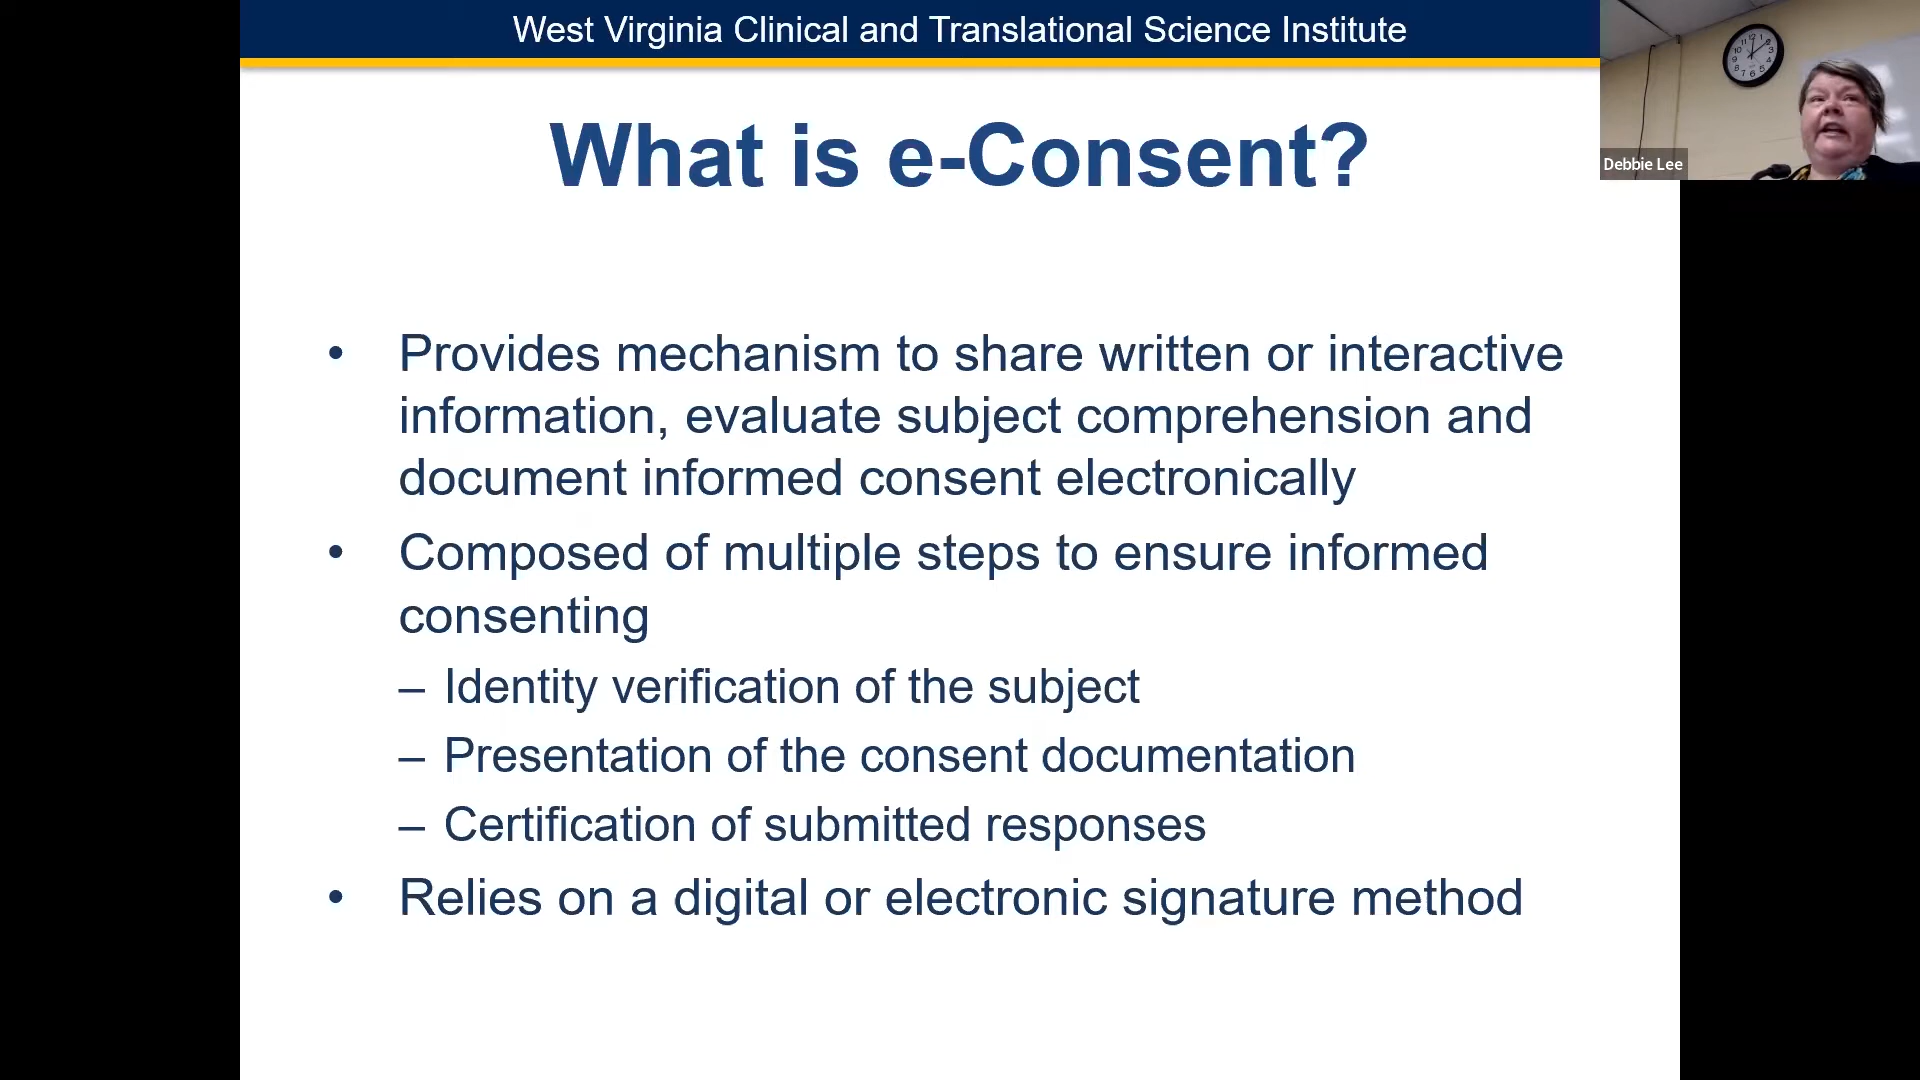 West Virginia Clinical and Translational Science Institute
What is e-Consent?
Debbie Lee
• Provides mechanism to share written or interactive
information, evaluate subject comprehension and
document informed consent electronically
• Composed of multiple steps to ensure informed
consenting
– Identity verification of the subject
– Presentation of the consent documentation
– Certification of submitted responses
• Relies on a digital or electronic signature method